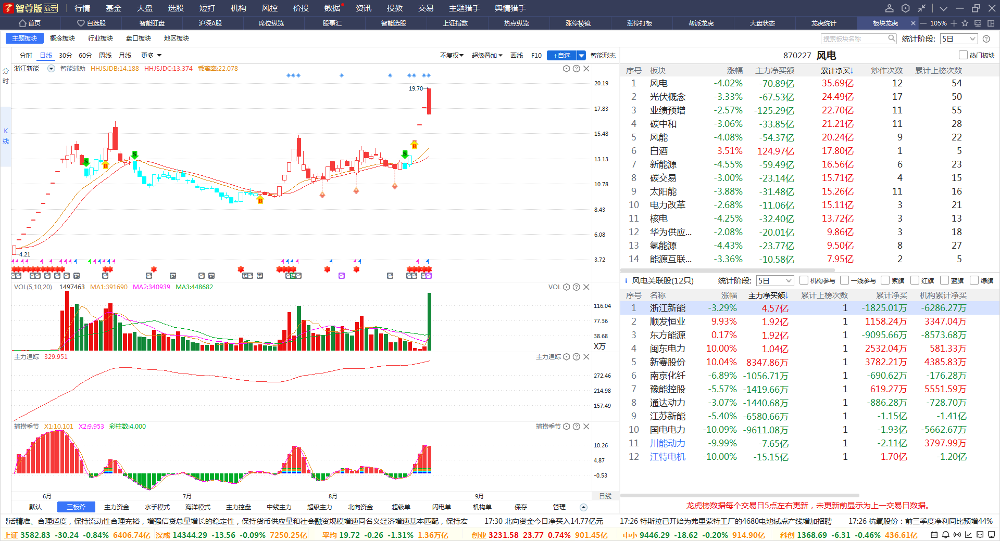 智尊版 演示 行情 基金 大盘 选股 短打 机构 风控 价投 数据 资讯 投教 交易 主题猎手 舆情猎手
首页 自选股 智能盯盘 沪深A股 席位纵览 股事汇 智能选股 上证指数 热点纵览 涨停棱镜 涨停打板 帮派龙虎 大盘状态 龙虎统计 板块龙虎 105%
主题板块 概念板块 行业板块 盘口板块 地区板块 搜索板块名称 统计阶段: 5日
分时 日线 30分 60分 周线 月线 更多 不复权 超级叠加 画线 F10 +自选 智能形态 870227 风电 热门板块
分时
K线
浙江新能 智能辅助 HHJSJDB:14.188 HHJSJDC:13.374 乖离率:22.078
20.19
19.70
17.83
15.48
13.13
10.78
8.43
6.08
4.21
3.72
VOL(5,10,20) 1497463 MA1:391690 MA2:340939 MA3:448682 VOL
116.04
77.36
38.68
X万
主力追踪 329.951 主力追踪
272.46
214.98
157.49
捕捞季节 X1:10.101 X2:9.953 彩柱数:4.000 捕捞季节
10.26
4.87
-0.53
6月 7月 8月 9月 日线
默认 三板斧 主力资金 水手模式 海洋模式 主力控盘 中线主力 超级主力 北向资金 超级单 闪电单 机构单 保存 管理
序号 板块 涨幅 主力净买额 累计净买↓ 炒作次数 累计上榜次数
1 风电 -4.02% -70.89亿 35.69亿 12 54
2 光伏概念 -3.33% -67.53亿 24.49亿 17 50
3 业绩预增 -2.57% -125.29亿 22.70亿 11 55
4 碳中和 -3.06% -33.85亿 21.21亿 11 28
5 风能 -4.08% -54.37亿 20.24亿 9 22
6 白酒 3.51% 124.97亿 17.80亿 1 5
7 新能源 -4.55% -59.49亿 16.56亿 6 23
8 碳交易 -3.00% -23.14亿 15.71亿 4 15
9 太阳能 -3.88% -31.48亿 15.26亿 11 16
10 电力改革 -2.68% -11.06亿 15.11亿 3 21
11 核电 -4.25% -32.40亿 13.72亿 3 13
12 华为供应... -2.08% -20.01亿 9.86亿 3 18
13 氢能源 -4.43% -23.77亿 9.50亿 8 27
14 能源互联... -3.36% -10.58亿 7.95亿 2 5
风电关联股(12只) 统计阶段: 5日 机构参与 一线参与 紫旗 红旗 蓝旗 绿旗
序号 名称 涨幅 主力净买额↓ 累计上榜次数 累计净买 机构累计净买
1 浙江新能 -3.29% 4.57亿 1 -1825.01万 -6286.27万
2 顺发恒业 9.93% 1.92亿 1 1158.24万 3347.04万
3 东方能源 0.17% 1.92亿 1 -9095.66万 -8573.68万
4 闽东电力 10.00% 1.04亿 1 2532.04万 581.33万
5 新赛股份 10.04% 8347.86万 1 3782.21万 4385.83万
6 南京化纤 -6.89% -1056.71万 1 -690.62万 -176.28万
7 豫能控股 -5.57% -1419.66万 1 619.27万 5551.59万
8 通达动力 -3.07% -1440.68万 1 -886.28万 -728.70万
9 江苏新能 -5.40% -6580.66万 1 -1.15亿 -1.41亿
10 国电电力 -10.09% -9611.08万 1 -1.93亿 -5662.67万
11 川能动力 -9.99% -7.65亿 1 -2.11亿 3797.99万
12 江特电机 -10.00% -15.15亿 1 1.70亿 -1.20亿
龙虎榜数据每个交易日5点左右更新，未更新前显示为上一交易日数据。
灵活精准、合理适度，保持流动性合理充裕，增强信贷总量增长的稳定性，保持货币供应量和社会融资规模增速同名义经济增速基本匹配，保持宏 17:30 北向资金今日净买入14.77亿元 17:26 特斯拉已开始为弗里蒙特工厂的4680电池试点产线增加招聘 17:26 杭氧股份：前三季度净利同比预增44%
上证 3582.83 -30.24 -0.84% 6406.74亿 深成 14344.29 -13.56 -0.09% 7250.25亿 平均 19.72 -0.26 -1.31% 1.36万亿 创业 3231.58 23.77 0.74% 901.45亿 中小 9446.29 -18.62 -0.20% 914.90亿 科创 1368.69 -6.31 -0.46% 436.61亿